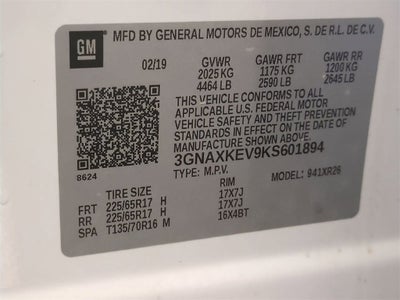 GM MFD BY GENERAL MOTORS DE MEXICO, S. DE R.L. DE C.V.
02/19 GVWR GAWR FRT GAWR RR
2025 KG 1175 KG 1200 KG
4464 LB 2590 LB 2645 LB
THIS VEHICLE CONFORMS TO ALL
APPLICABLE U.S. FEDERAL MOTOR
VEHICLE SAFETY, BUMPER, AND THEFT
PREVENTION STANDARDS IN EFFECT ON
THE DATE OF MANUFACTURE SHOWN ABOVE.
3GNAXKEV9KS601894
8624 TYPE: M.P.V. 941XR26
TIRE SIZE RIM
FRT 225/65R17 H 17X7J
RR 225/65R17 H 17X7J
SPA T135/70R16 M 16X4BT